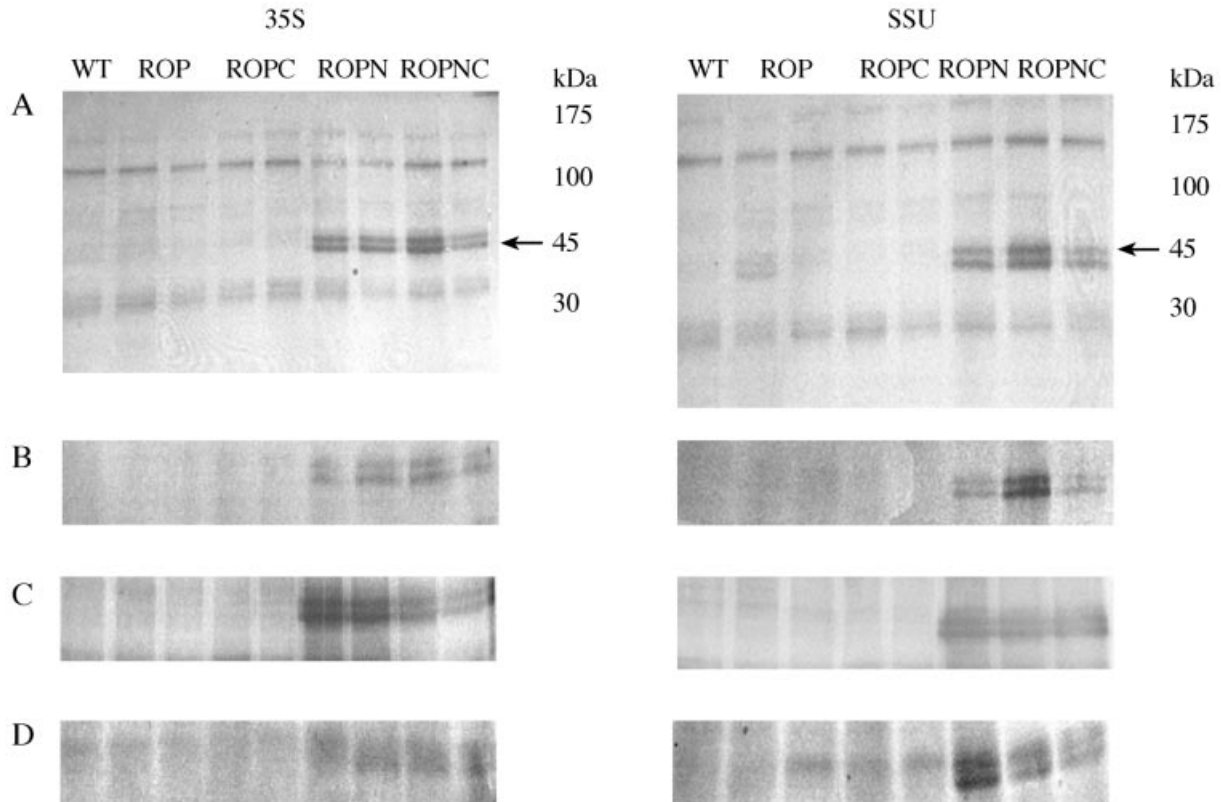 35S SSU
WT ROP ROPC ROPN ROPNC kDa WT ROP ROPC ROPN ROPNC kDa
A 175 175
100 100
45 45
30 30
B
C
D